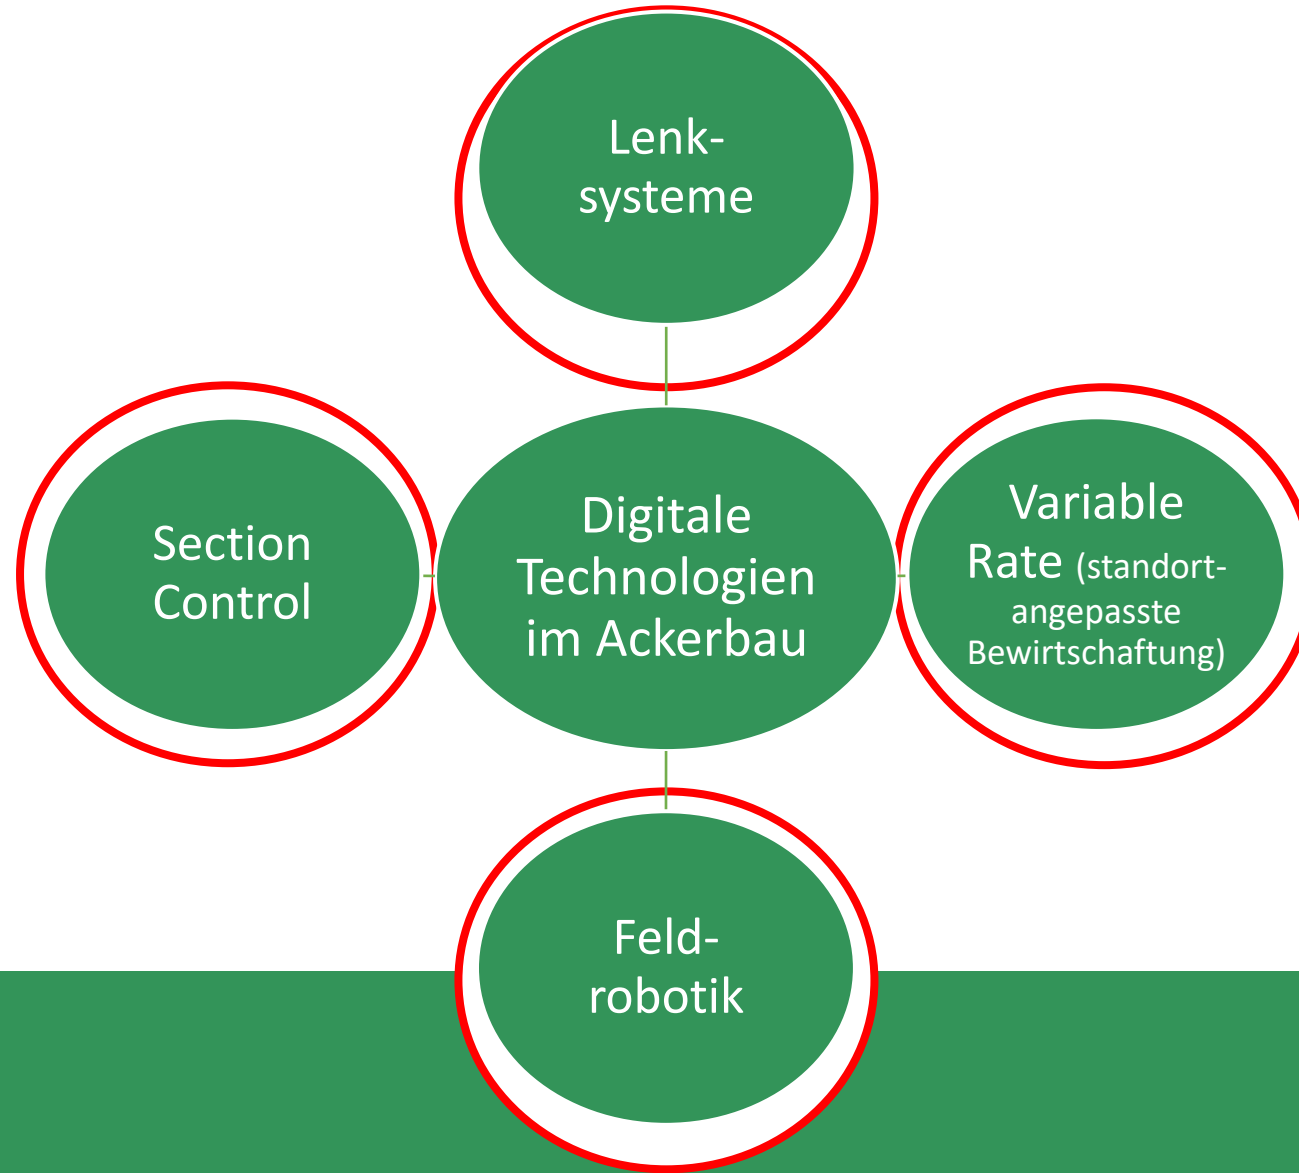 Lenk-
systeme
Section
Control
Digitale
Technologien
im Ackerbau
Variable
Rate (standort-
angepasste
Bewirtschaftung)
Feld-
robotik